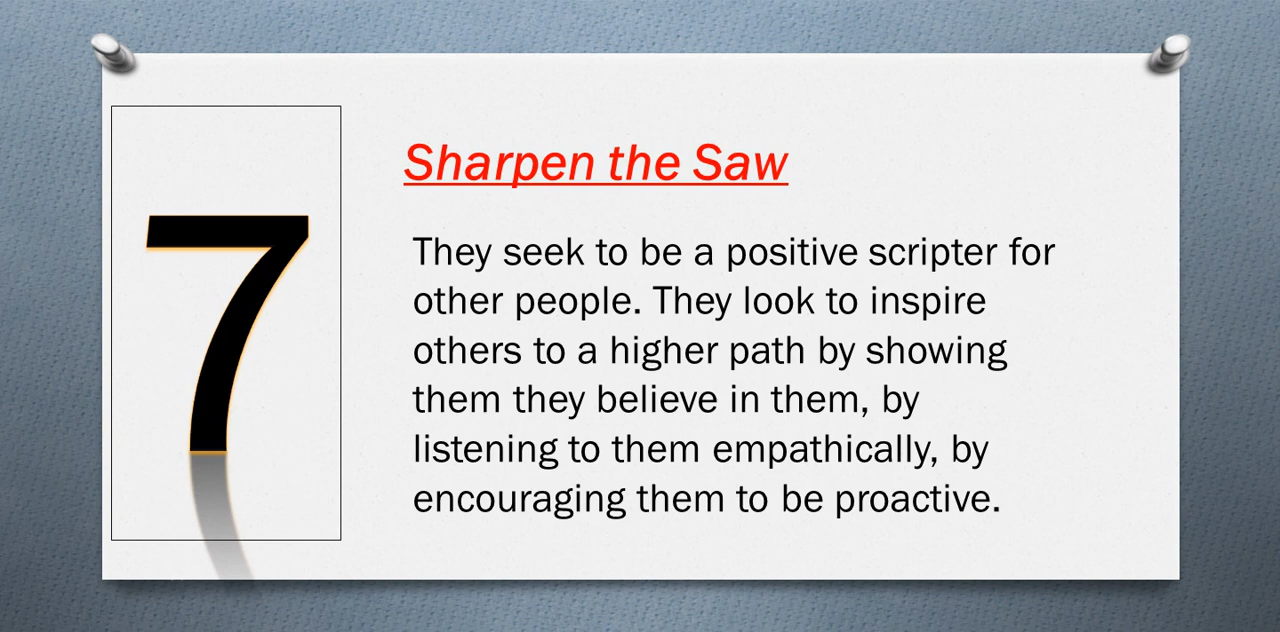 7
Sharpen the Saw
They seek to be a positive scripter for
other people. They look to inspire
others to a higher path by showing
them they believe in them, by
listening to them empathically, by
encouraging them to be proactive.